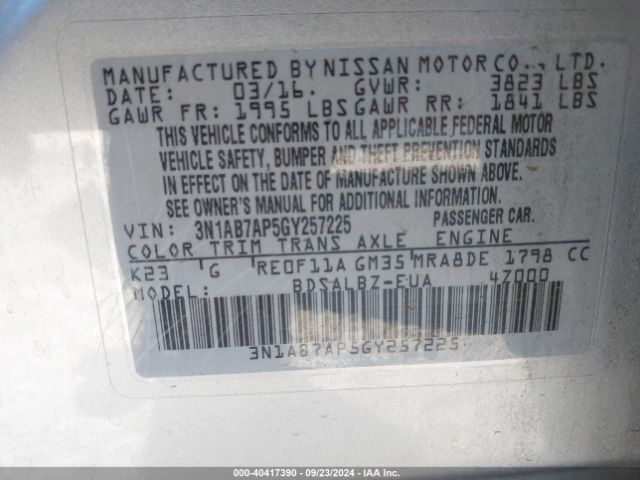 MANUFACTURED BY NISSAN MOTOR CO., LTD.
DATE: 03/16. GVWR: 3823 LBS
GAWR FR: 1995 LBS GAWR RR: 1841 LBS
THIS VEHICLE CONFORMS TO ALL APPLICABLE FEDERAL MOTOR
VEHICLE SAFETY, BUMPER AND THEFT PREVENTION STANDARDS
IN EFFECT ON THE DATE OF MANUFACTURE SHOWN ABOVE.
SEE OWNER'S MANUAL FOR ADDITIONAL INFORMATION.
VIN: 3N1AB7AP5GY257225 PASSENGER CAR.
COLOR TRIM TRANS AXLE ENGINE
K23 G RE0F11A GM35 MRA8DE 1798 CC
MODEL: BDSALBZ-EUA 4Z000
3N1AB7AP5GY257225
000-40417390 - 09/23/2024 - IAA Inc.